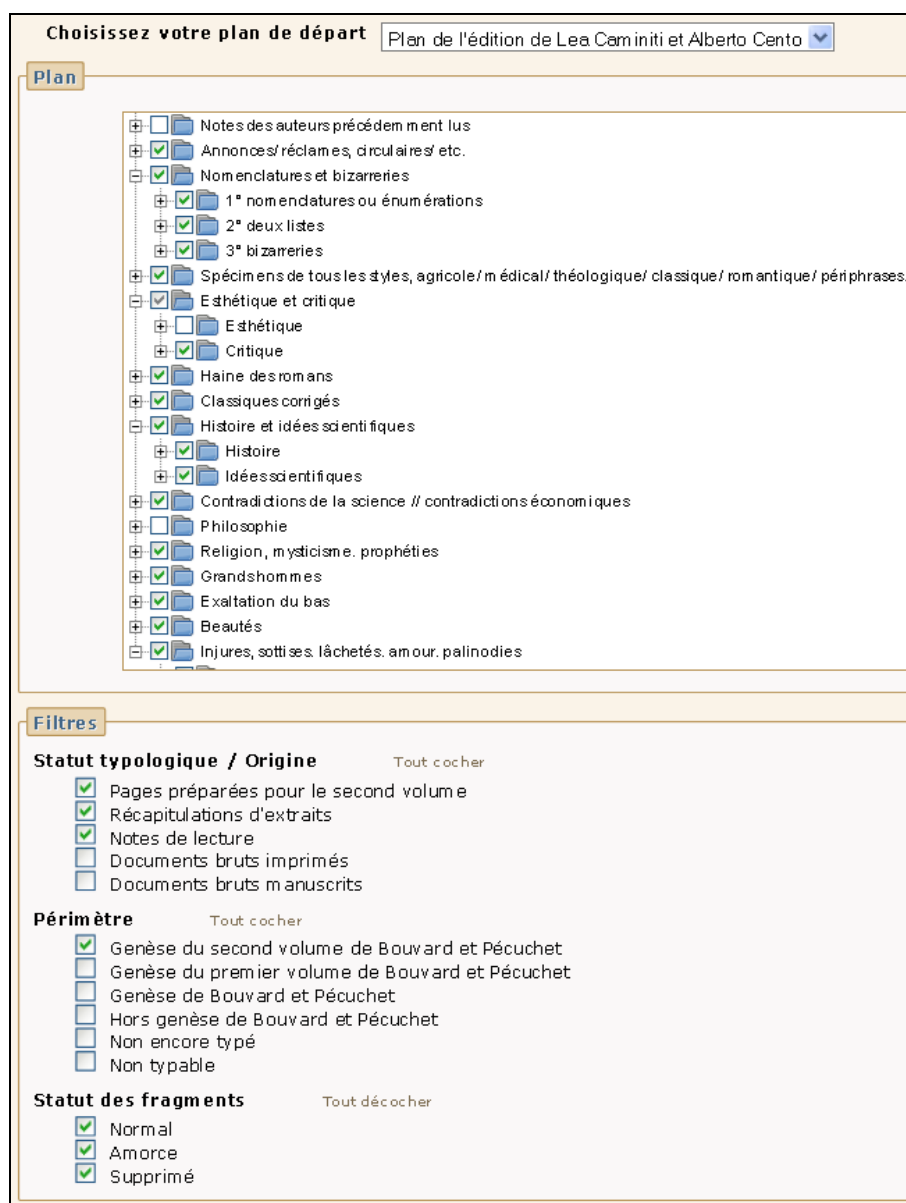 Choisissez votre plan de départ Plan de l'édition de Lea Caminiti et Alberto Cento
Plan
Notes des auteurs précédemment lus
Annonces/ réclames, circulaires/ etc.
Nomenclatures et bizarreries
1° nomenclatures ou énumérations
2° deux listes
3° bizarreries
Spécimens de tous les styles, agricole/ médical/ théologique/ classique/ romantique/ périphrases.
Esthétique et critique
Esthétique
Critique
Haine des romans
Classiques corrigés
Histoire et idées scientifiques
Histoire
Idées scientifiques
Contradictions de la science // contradictions économiques
Philosophie
Religion, mysticisme. prophéties
Grands hommes
Exaltation du bas
Beautés
Injures, sottises. lâchetés. amour. palinodies
Filtres
Statut typologique / Origine Tout cocher
Pages préparées pour le second volume
Récapitulations d'extraits
Notes de lecture
Documents bruts imprimés
Documents bruts manuscrits
Périmètre Tout cocher
Genèse du second volume de Bouvard et Pécuchet
Genèse du premier volume de Bouvard et Pécuchet
Genèse de Bouvard et Pécuchet
Hors genèse de Bouvard et Pécuchet
Non encore typé
Non typable
Statut des fragments Tout décocher
Normal
Amorce
Supprimé